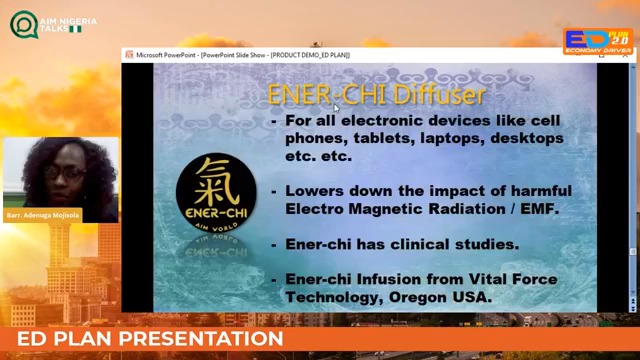 AIM NIGERIA
TALKS
ED PLAN 2.0
ECONOMY DRIVER
Microsoft PowerPoint - [PowerPoint Slide Show - [PRODUCT DEMO_ED PLAN]]
ENER-CHI Diffuser
- For all electronic devices like cell
phones, tablets, laptops, desktops
etc. etc.
氣
ENER-CHI
AIM WORLD
- Lowers down the impact of harmful
Electro Magnetic Radiation / EMF.
- Ener-chi has clinical studies.
- Ener-chi Infusion from Vital Force
Technology, Oregon USA.
Barr. Adenuga Mojisola
ED PLAN PRESENTATION